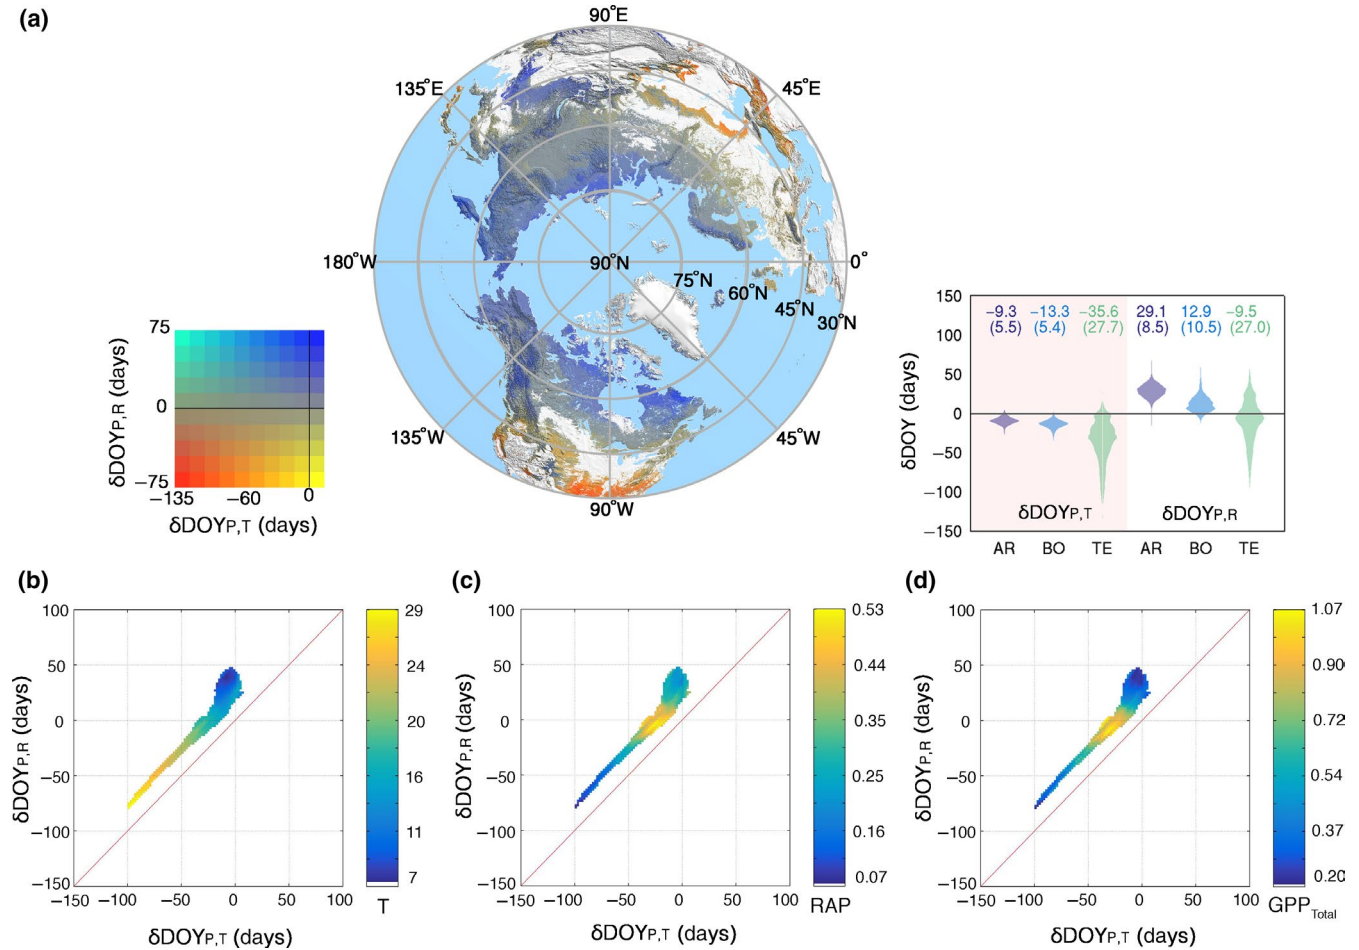 (a)
90°E
135°E
45°E
180°W
90°N
0°
75°N
60°N
45°N
30°N
135°W
45°W
90°W
75
0
−75
δDOYP,R (days)
−135
−60
0
δDOYP,T (days)
150
100
50
0
−50
−100
−150
δDOY (days)
−9.3 −13.3 −35.6 29.1 12.9 −9.5
(5.5) (5.4) (27.7) (8.5) (10.5) (27.0)
δDOYP,T δDOYP,R
AR BO TE AR BO TE
(b)
100
50
0
−50
−100
−150
δDOYP,R (days)
−150 −100 −50 0 50 100
δDOYP,T (days)
29
24
20
16
11
7
T
(c)
100
50
0
−50
−100
−150
δDOYP,R (days)
−150 −100 −50 0 50 100
δDOYP,T (days)
0.53
0.44
0.35
0.25
0.16
0.07
RAP
(d)
100
50
0
−50
−100
−150
δDOYP,R (days)
−150 −100 −50 0 50 100
δDOYP,T (days)
1.07
0.90
0.72
0.54
0.37
0.20
GPPTotal